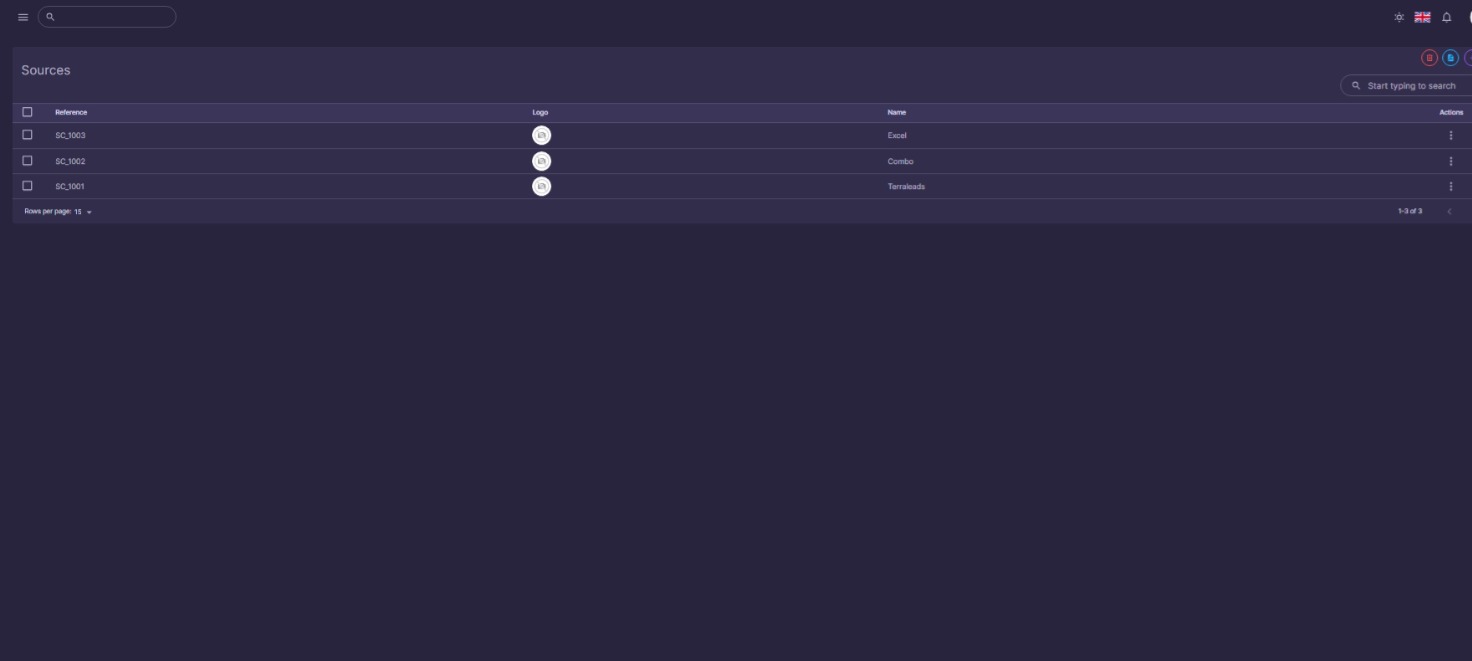 Sources
Start typing to search
Reference Logo Name Actions
SC_1003 Excel
SC_1002 Combo
SC_1001 Terraleads
Rows per page: 15 1-3 of 3